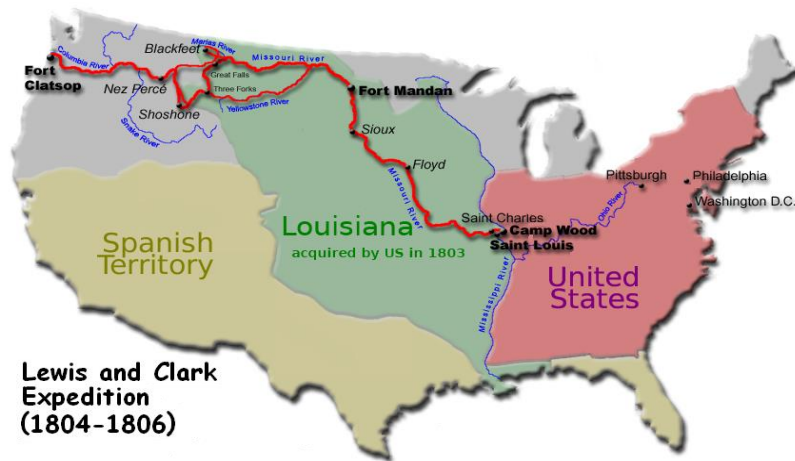 Blackfeet
Marias River
Missouri River
Columbia River
Great Falls
Fort
Clatsop
Nez Percé
Three Forks
Yellowstone River
Fort Mandan
Shoshone
Snake River
Sioux
Floyd
Missouri River
Pittsburgh
Philadelphia
Ohio River
Washington D.C.
Saint Charles
Camp Wood
Saint Louis
Louisiana
acquired by US in 1803
Spanish
Territory
Mississippi River
United
States
Lewis and Clark
Expedition
(1804-1806)